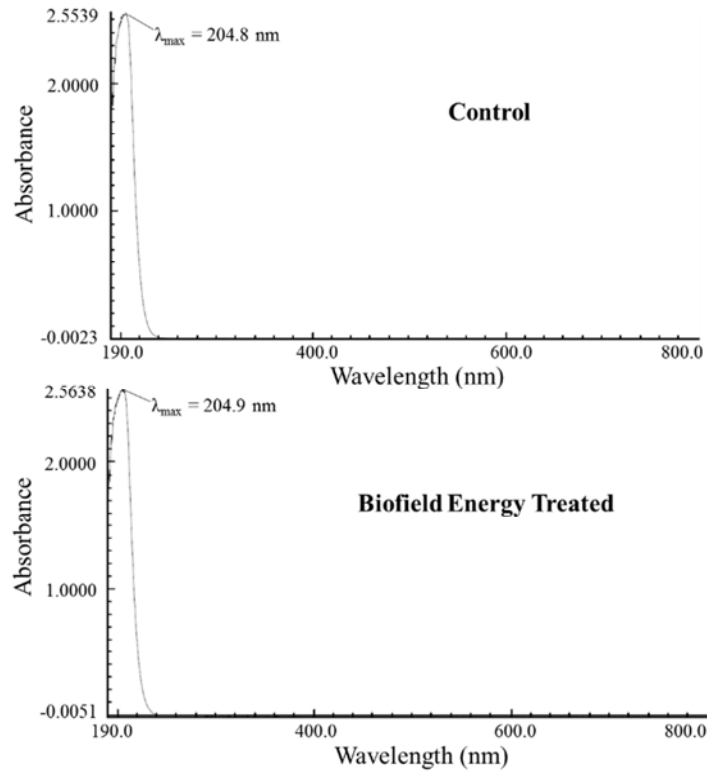 2.5539
λmax = 204.8 nm
2.0000
Control
Absorbance
1.0000
-0.0023
190.0 400.0 600.0 800.0
Wavelength (nm)
2.5638
λmax = 204.9 nm
2.0000
Biofield Energy Treated
Absorbance
1.0000
-0.0051
190.0 400.0 600.0 800.0
Wavelength (nm)